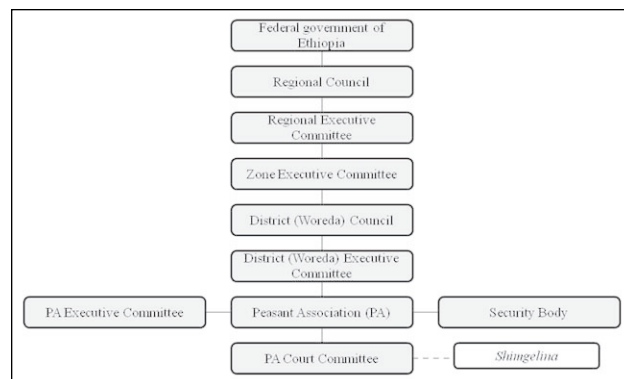 Federal government of
Ethiopia
Regional Council
Regional Executive
Committee
Zone Executive Committee
District (Woreda) Council
District (Woreda) Executive
Committee
PA Executive Committee
Peasant Association (PA)
Security Body
PA Court Committee
Shimgelina